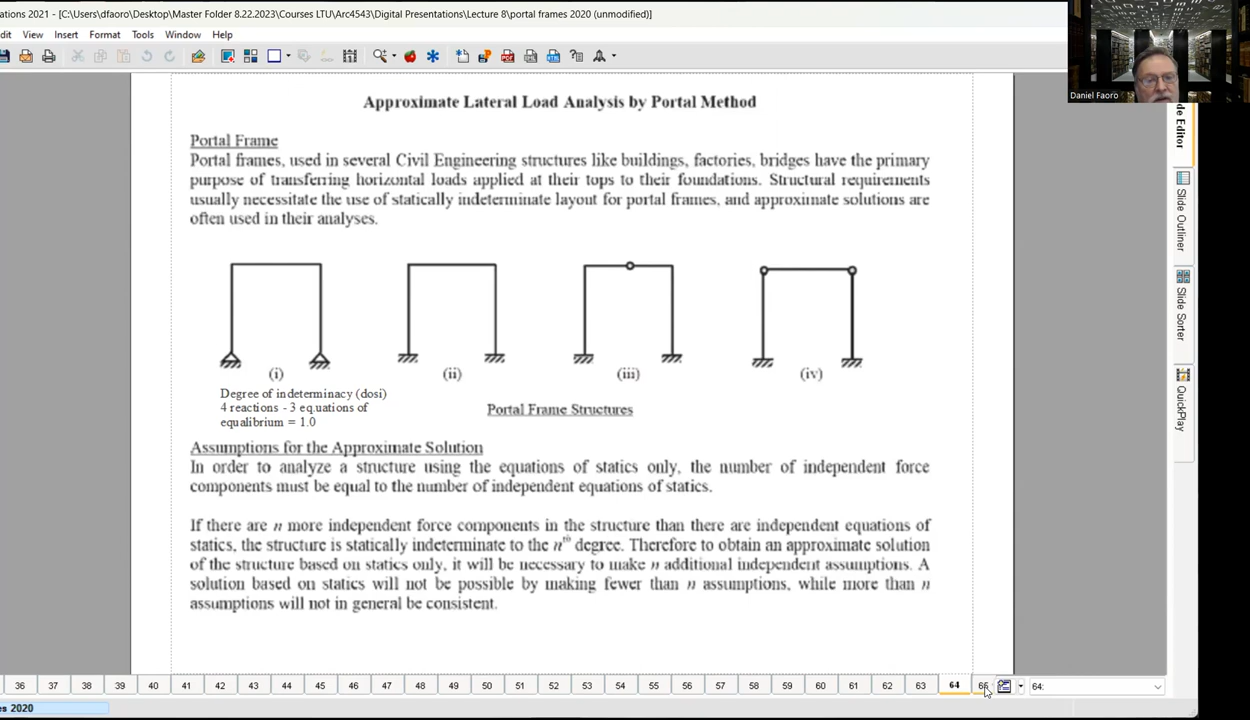 ations 2021 - [C:\Users\dfaoro\Desktop\Master Folder 8.22.2023\Courses LTU\Arc4543\Digital Presentations\Lecture 8\portal frames 2020 (unmodified)]
dit View Insert Format Tools Window Help
Daniel Faoro
Approximate Lateral Load Analysis by Portal Method
Portal Frame
Portal frames, used in several Civil Engineering structures like buildings, factories, bridges have the primary
purpose of transferring horizontal loads applied at their tops to their foundations. Structural requirements
usually necessitate the use of statically indeterminate layout for portal frames, and approximate solutions are
often used in their analyses.
(i) (ii) (iii) (iv)
Degree of indeterminacy (dosi)
4 reactions - 3 eq.uations of
equalibrium = 1.0
Portal Frame Structures
Assumptions for the Approximate Solution
In order to analyze a structure using the equations of statics only, the number of independent force
components must be equal to the number of independent equations of statics.
If there are n more independent force components in the structure than there are independent equations of
statics, the structure is statically indeterminate to the nth degree. Therefore to obtain an approximate solution
of the structure based on statics only, it will be necessary to make n additional independent assumptions. A
solution based on statics will not be possible by making fewer than n assumptions, while more than n
assumptions will not in general be consistent.
de Editor
Slide Outliner
Slide Sorter
QuickPlay
36 37 38 39 40 41 42 43 44 45 46 47 48 49 50 51 52 53 54 55 56 57 58 59 60 61 62 63 64 64:
es 2020